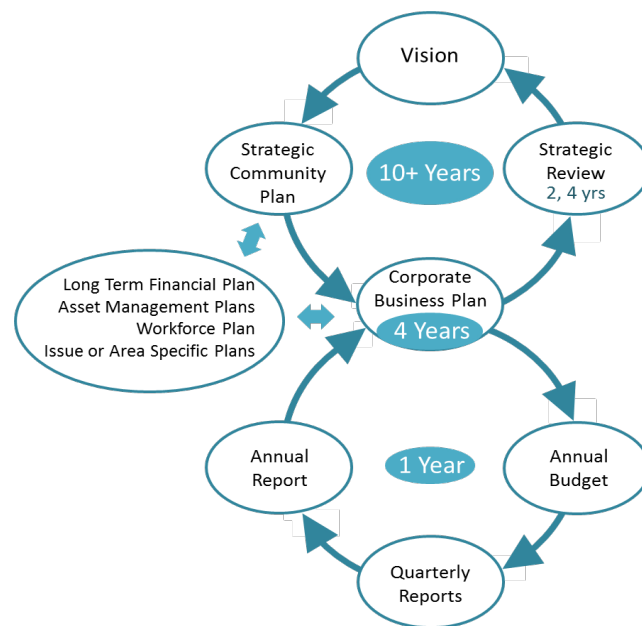 Vision
Strategic
Community
Plan
10+ Years
Strategic
Review
2, 4 yrs
Long Term Financial Plan
Asset Management Plans
Workforce Plan
Issue or Area Specific Plans
Corporate
Business Plan
4 Years
Annual
Report
1 Year
Annual
Budget
Quarterly
Reports